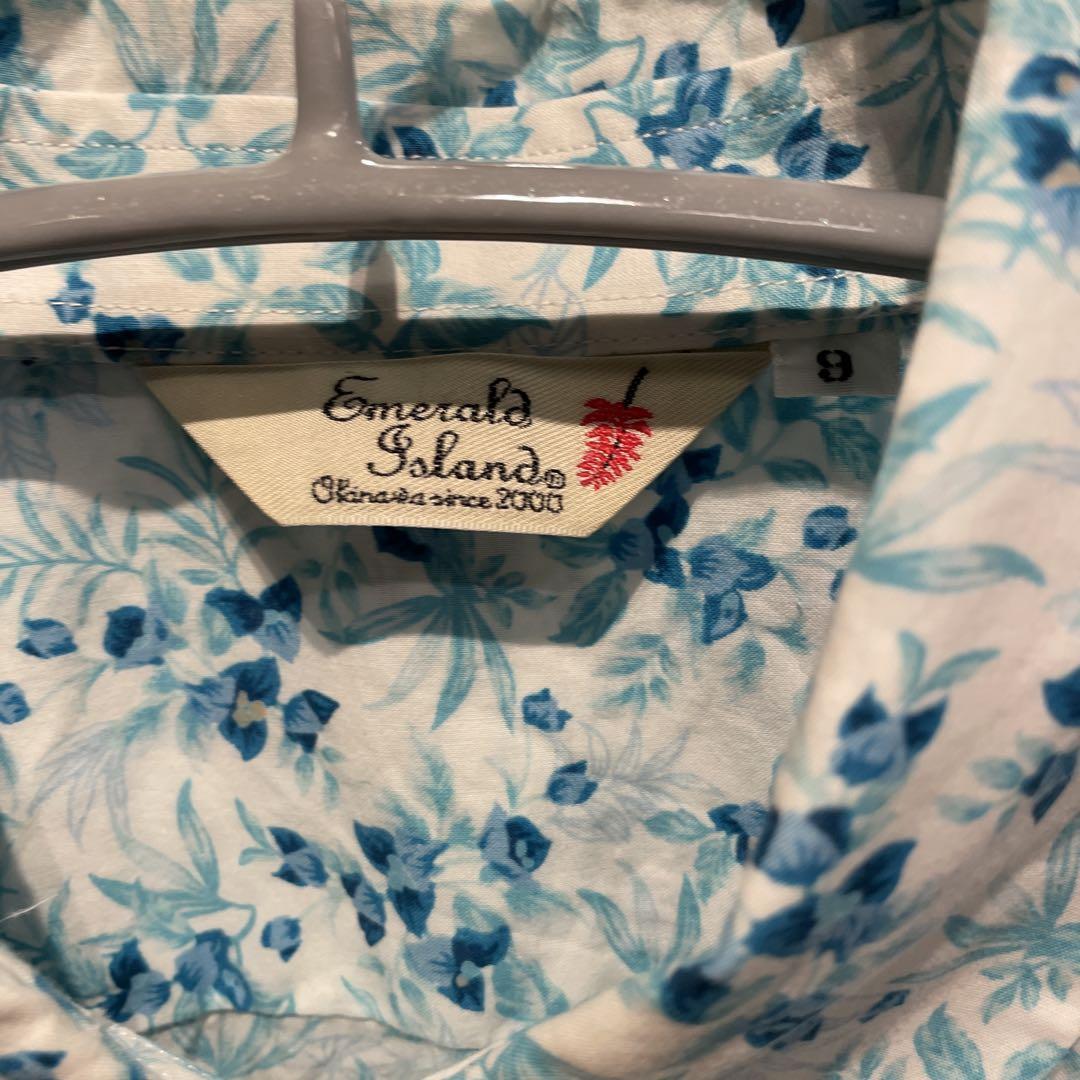 Emerald
Island®
Okinawa since 2000
9